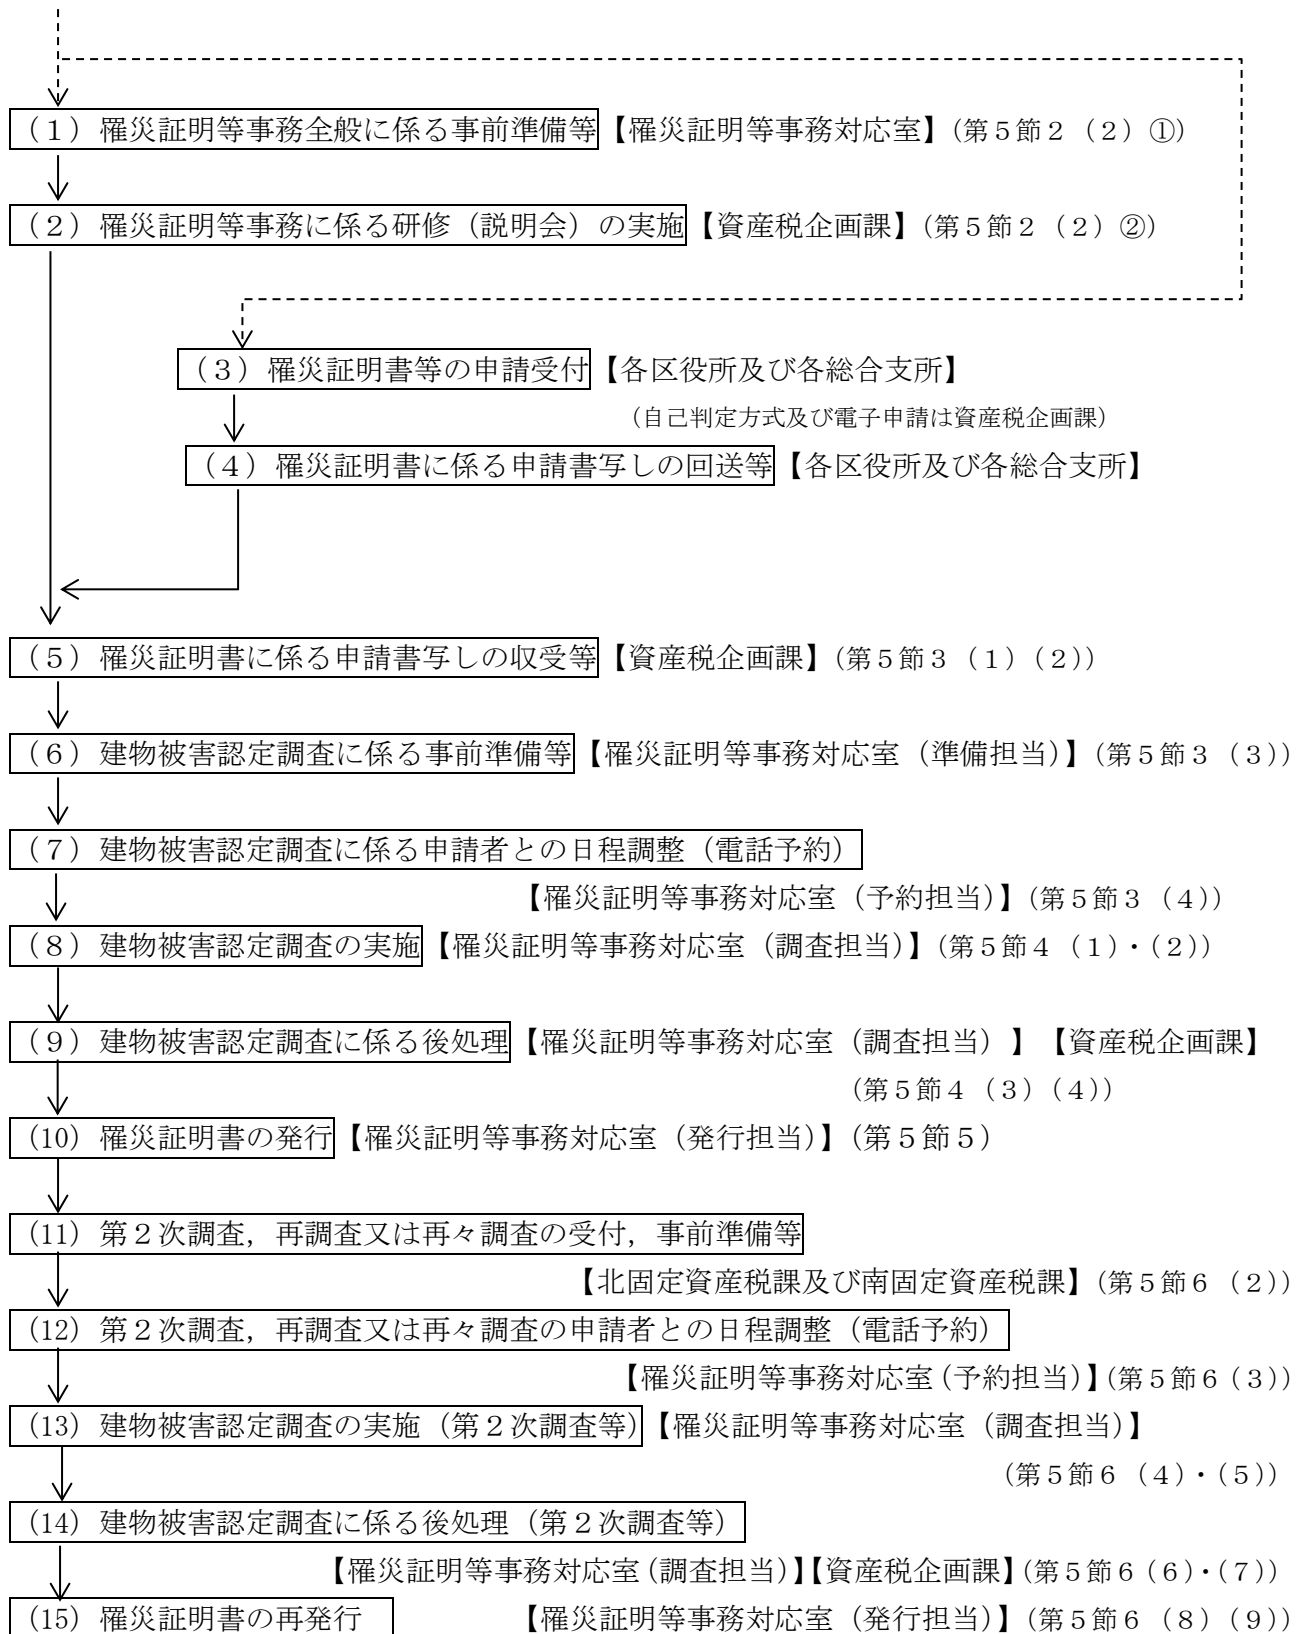 （１）罹災証明等事務全般に係る事前準備等【罹災証明等事務対応室】（第５節２（２）①）
（２）罹災証明等事務に係る研修（説明会）の実施【資産税企画課】（第５節２（２）②）
（３）罹災証明書等の申請受付【各区役所及び各総合支所】
（自己判定方式及び電子申請は資産税企画課）
（４）罹災証明書に係る申請書写しの回送等【各区役所及び各総合支所】
（５）罹災証明書に係る申請書写しの収受等【資産税企画課】（第５節３（１）（２））
（６）建物被害認定調査に係る事前準備等【罹災証明等事務対応室（準備担当）】（第５節３（３））
（７）建物被害認定調査に係る申請者との日程調整（電話予約）
【罹災証明等事務対応室（予約担当）】（第５節３（４））
（８）建物被害認定調査の実施【罹災証明等事務対応室（調査担当）】（第５節４（１）・（２））
（９）建物被害認定調査に係る後処理【罹災証明等事務対応室（調査担当）】【資産税企画課】
（第５節４（３）（４））
(10) 罹災証明書の発行【罹災証明等事務対応室（発行担当）】（第５節５）
(11) 第２次調査，再調査又は再々調査の受付，事前準備等
【北固定資産税課及び南固定資産税課】（第５節６（２））
(12) 第２次調査，再調査又は再々調査の申請者との日程調整（電話予約）
【罹災証明等事務対応室（予約担当）】（第５節６（３））
(13) 建物被害認定調査の実施（第２次調査等）【罹災証明等事務対応室（調査担当）】
（第５節６（４）・（５））
(14) 建物被害認定調査に係る後処理（第２次調査等）
【罹災証明等事務対応室（調査担当）】【資産税企画課】（第５節６（６）・（７））
(15) 罹災証明書の再発行　【罹災証明等事務対応室（発行担当）】（第５節６（８）（９））